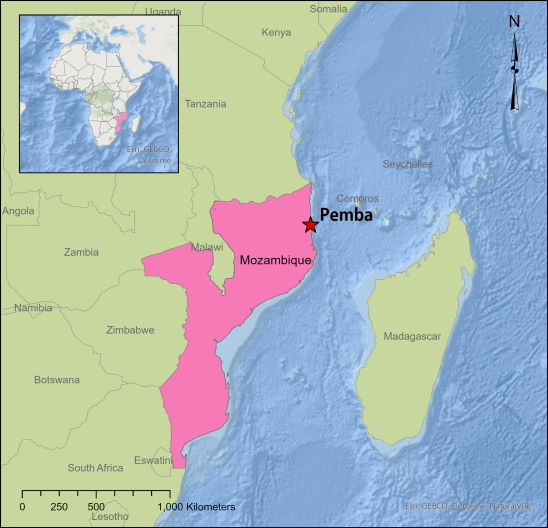 Uganda
Somalia
Kenya
N
Tanzania
Esri, GEBCO,
DeLorme
Seychelles
Comoros
Angola
Pemba
Malawi
Zambia
Mozambique
Namibia
Zimbabwe
Madagascar
Botswana
Eswatini
South Africa
0 250 500 1,000 Kilometers
Lesotho
Esri, GEBCO, DeLorme, NaturalVue